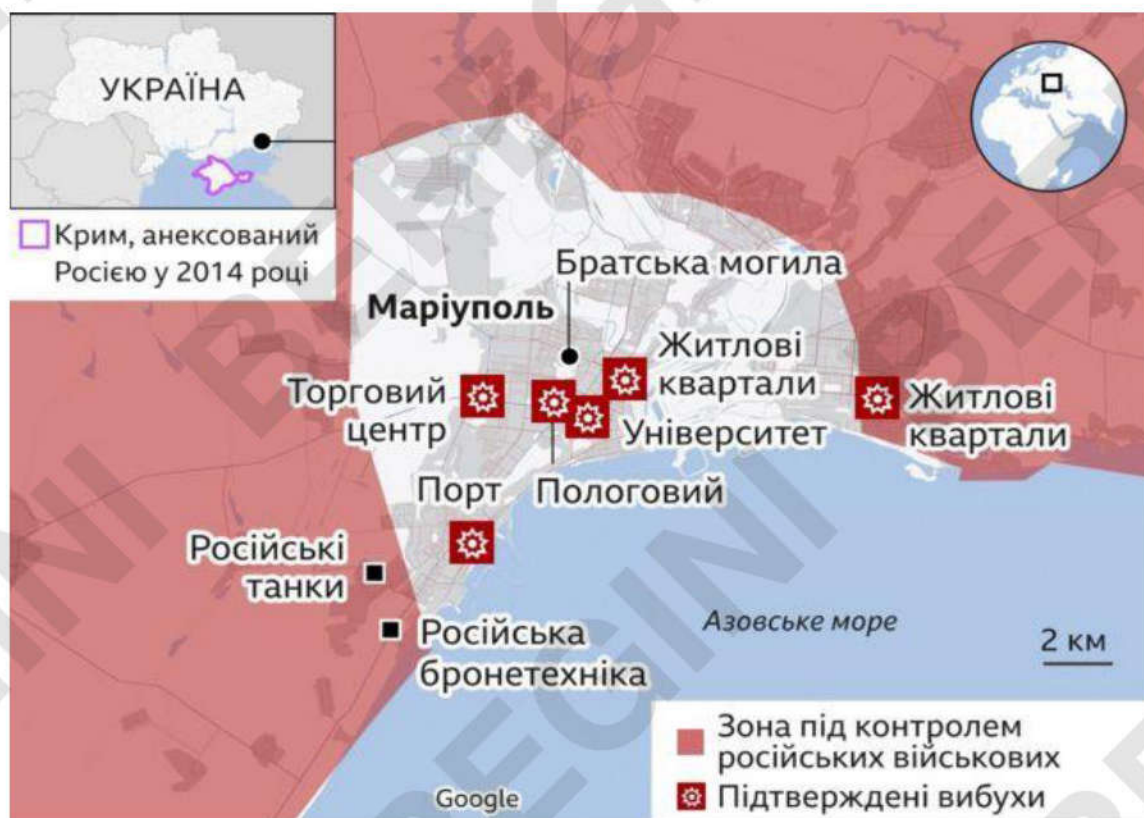 УКРАЇНА
Крим, анексований
Росією у 2014 році
Братська могила
Маріуполь
Житлові
квартали
Торговий
центр
Університет
Житлові
квартали
Порт
Пологовий
Російські
танки
Російська
бронетехніка
Азовське море
2 км
Зона під контролем
російських військових
Підтверджені вибухи
Google